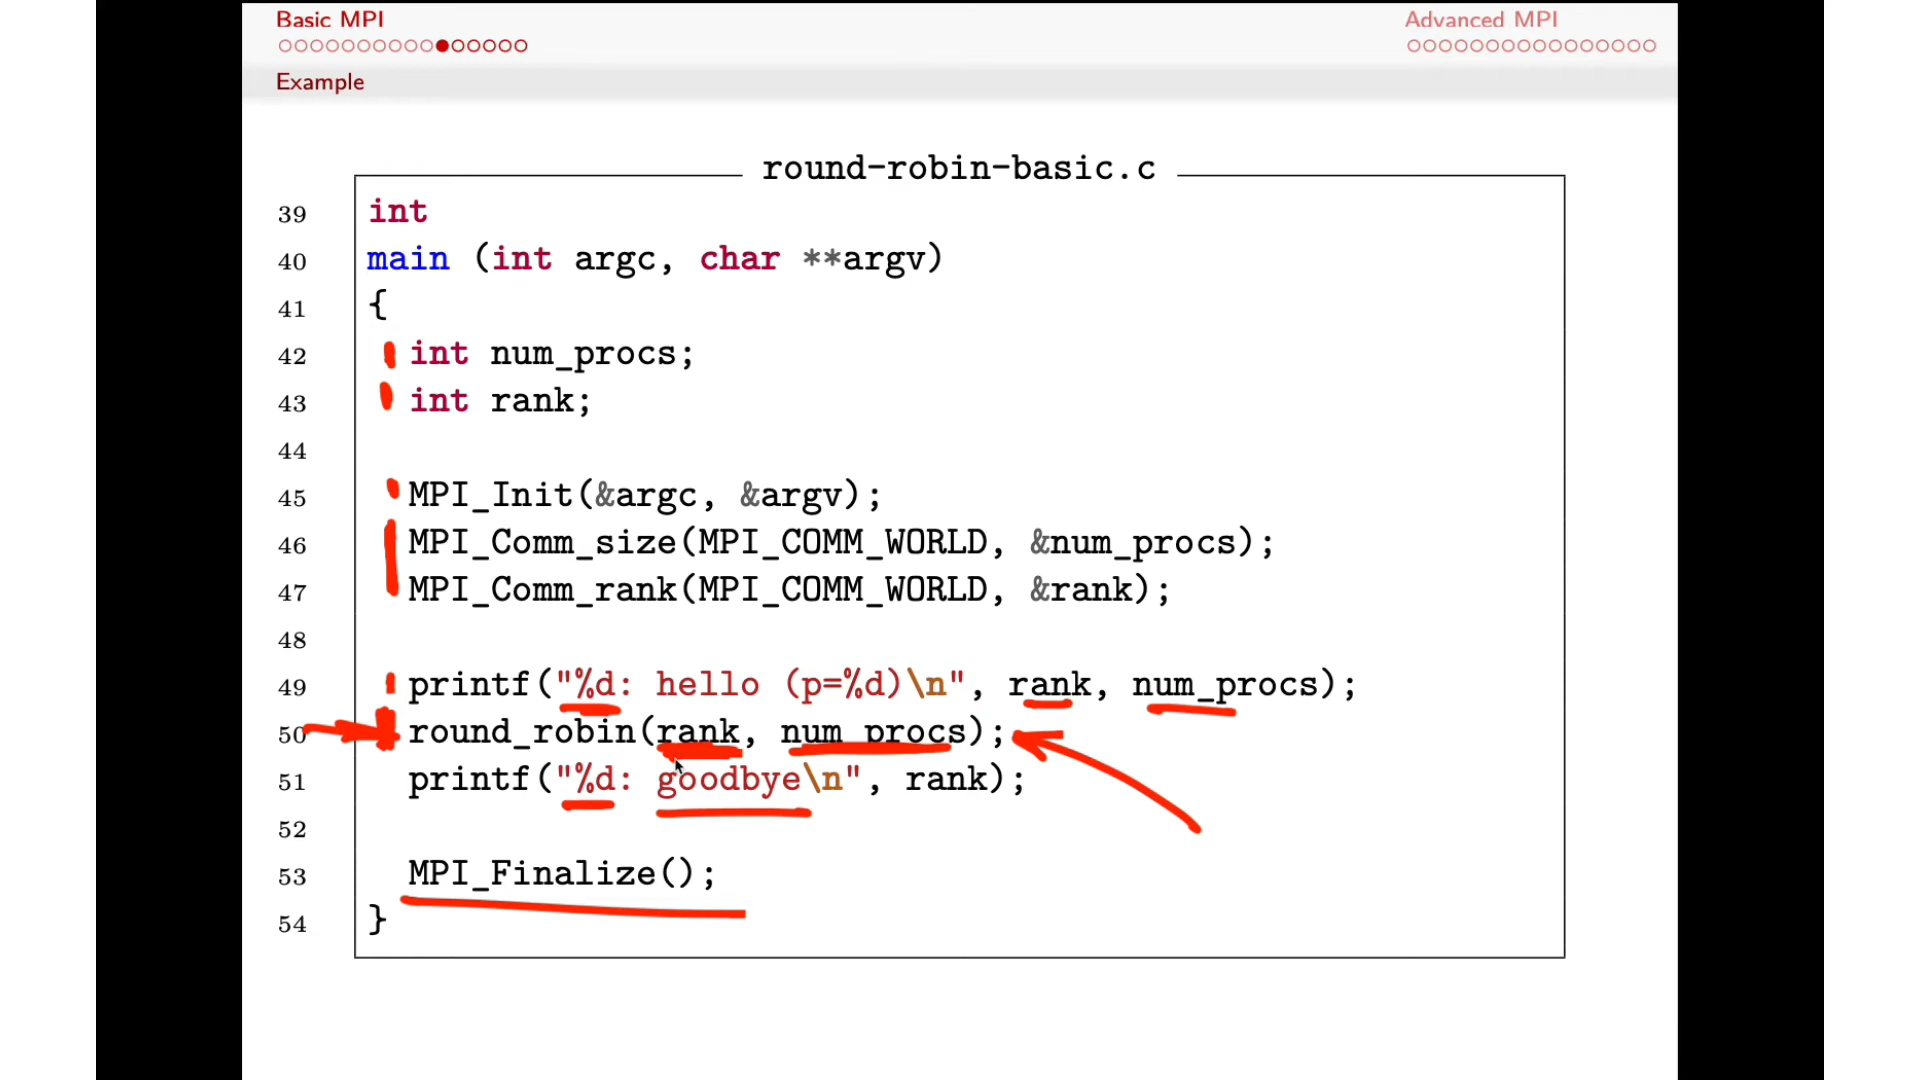 Basic MPI
Advanced MPI
Example
round-robin-basic.c
39 int
40 main (int argc, char **argv)
41 {
42 int num_procs;
43 int rank;
44
45 MPI_Init(&argc, &argv);
46 MPI_Comm_size(MPI_COMM_WORLD, &num_procs);
47 MPI_Comm_rank(MPI_COMM_WORLD, &rank);
48
49 printf("%d: hello (p=%d)\n", rank, num_procs);
50 round_robin(rank, num_procs);
51 printf("%d: goodbye\n", rank);
52
53 MPI_Finalize();
54 }